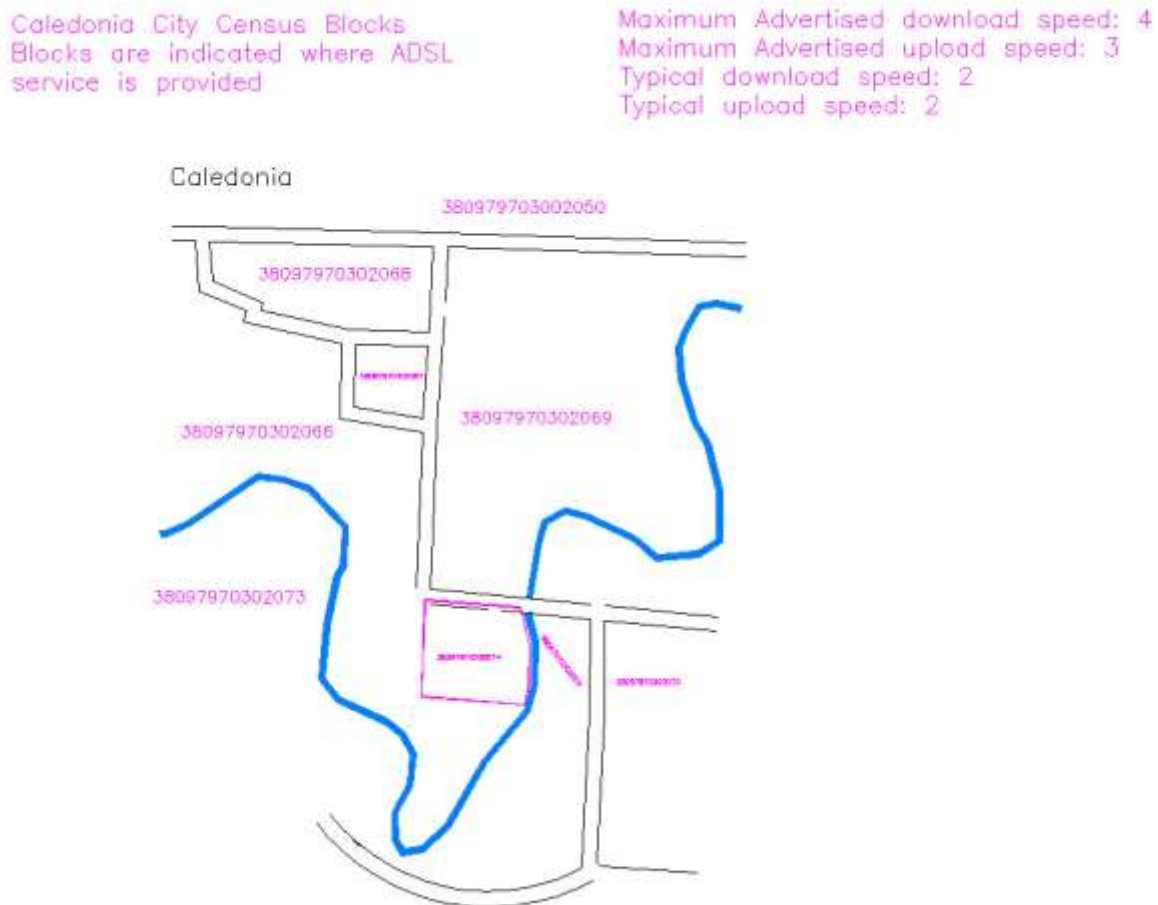 Caledonia City Census Blocks
Blocks are indicated where ADSL
service is provided
Maximum Advertised download speed: 4
Maximum Advertised upload speed: 3
Typical download speed: 2
Typical upload speed: 2
Caledonia
380979703002050
38097970302068
38097970302069
38097970302066
38097970302073